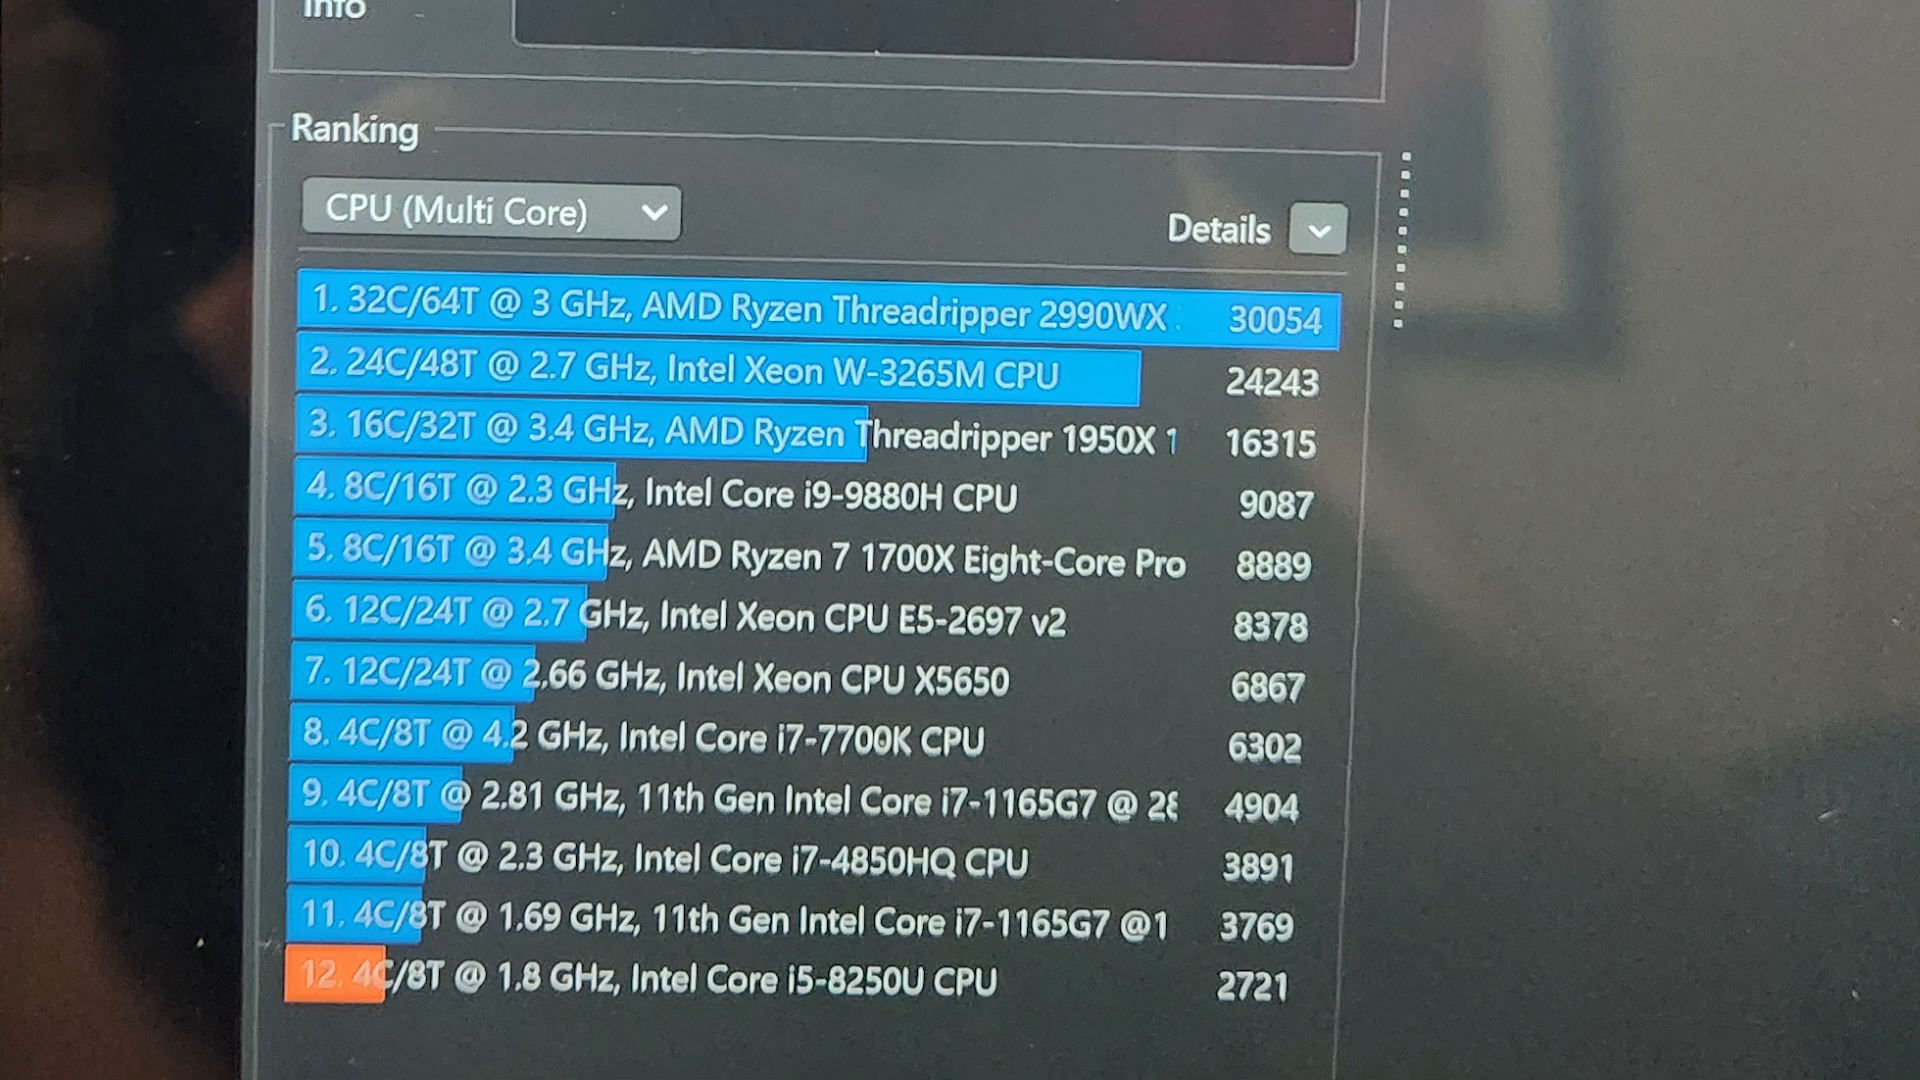 Info
Ranking
CPU (Multi Core)
Details
1. 32C/64T @ 3 GHz, AMD Ryzen Threadripper 2990WX 30054
2. 24C/48T @ 2.7 GHz, Intel Xeon W-3265M CPU 24243
3. 16C/32T @ 3.4 GHz, AMD Ryzen Threadripper 1950X 1 16315
4. 8C/16T @ 2.3 GHz, Intel Core i9-9880H CPU 9087
5. 8C/16T @ 3.4 GHz, AMD Ryzen 7 1700X Eight-Core Pro 8889
6. 12C/24T @ 2.7 GHz, Intel Xeon CPU E5-2697 v2 8378
7. 12C/24T @ 2.66 GHz, Intel Xeon CPU X5650 6867
8. 4C/8T @ 4.2 GHz, Intel Core i7-7700K CPU 6302
9. 4C/8T @ 2.81 GHz, 11th Gen Intel Core i7-1165G7 @ 28 4904
10. 4C/8T @ 2.3 GHz, Intel Core i7-4850HQ CPU 3891
11. 4C/8T @ 1.69 GHz, 11th Gen Intel Core i7-1165G7 @1 3769
12. 4C/8T @ 1.8 GHz, Intel Core i5-8250U CPU 2721